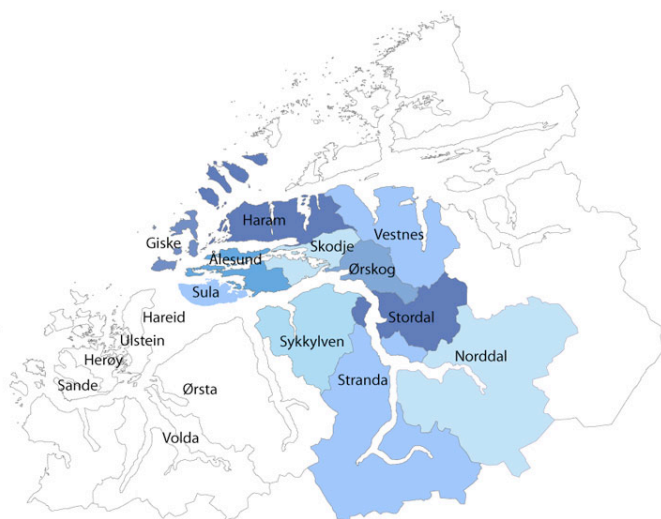 Haram
Vestnes
Giske
Skodje
Ålesund
Ørskog
Sula
Hareid
Stordal
Ulstein
Sykkylven
Herøy
Norddal
Sande
Stranda
Ørsta
Volda